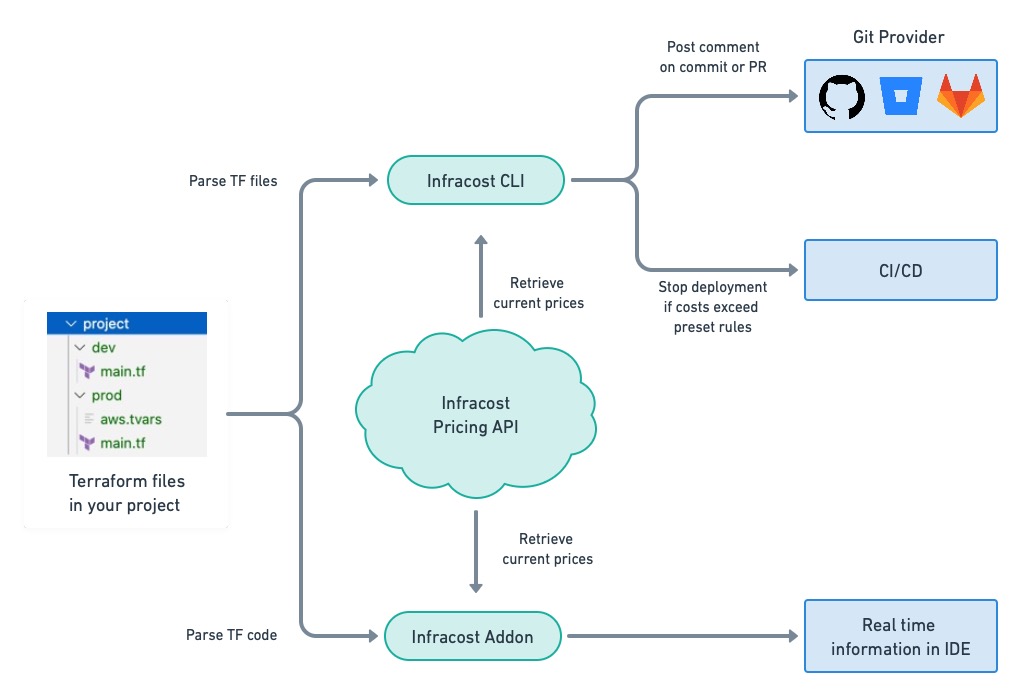 Git Provider
Post comment
on commit or PR
Parse TF files
Infracost CLI
CI/CD
Retrieve
current prices
Stop deployment
if costs exceed
preset rules
project
dev
main.tf
prod
aws.tvars
main.tf
Terraform files
in your project
Infracost
Pricing API
Retrieve
current prices
Parse TF code
Infracost Addon
Real time
information in IDE